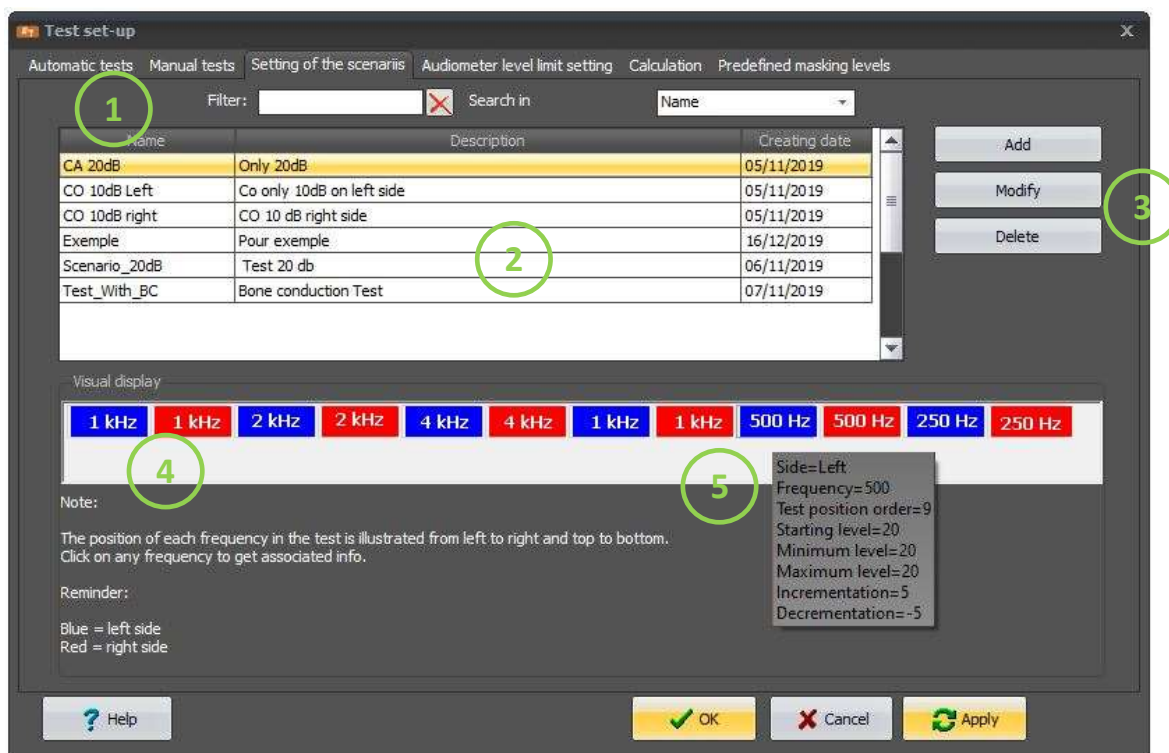 Test set-up x
Automatic tests Manual tests Setting of the scenariis Audiometer level limit setting Calculation Predefined masking levels
1 Filter: Search in Name
Name Description Creating date
CA 20dB Only 20dB 05/11/2019
CO 10dB Left Co only 10dB on left side 05/11/2019
CO 10dB right CO 10 dB right side 05/11/2019
Exemple Pour exemple 16/12/2019
Scenario_20dB Test 20 db 06/11/2019
Test_With_BC Bone conduction Test 07/11/2019
2
Add
Modify
Delete
3
Visual display
1 kHz 1 kHz 2 kHz 2 kHz 4 kHz 4 kHz 1 kHz 1 kHz 500 Hz 500 Hz 250 Hz 250 Hz
4
5
Side=Left
Frequency=500
Test position order=9
Starting level=20
Minimum level=20
Maximum level=20
Incrementation=5
Decrementation=-5
Note:
The position of each frequency in the test is illustrated from left to right and top to bottom.
Click on any frequency to get associated info.
Reminder:
Blue = left side
Red = right side
? Help OK Cancel Apply